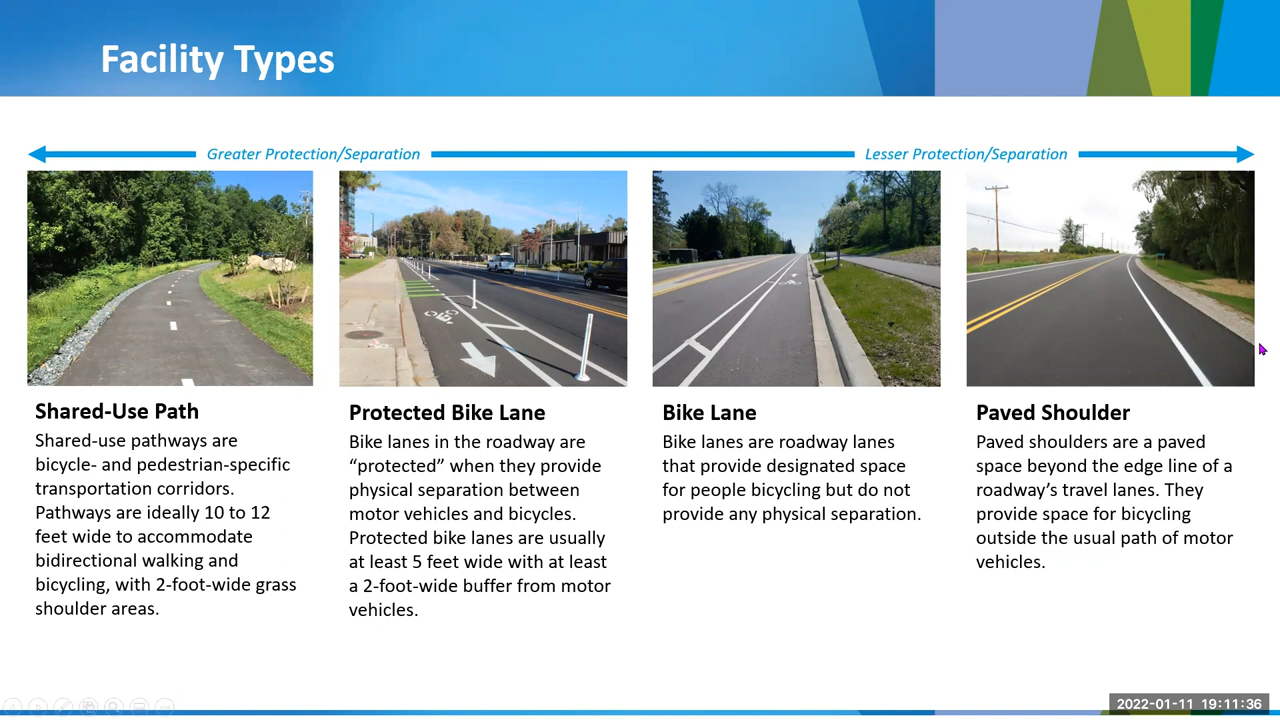 Facility Types
Greater Protection/Separation
Lesser Protection/Separation
Shared-Use Path
Shared-use pathways are
bicycle- and pedestrian-specific
transportation corridors.
Pathways are ideally 10 to 12
feet wide to accommodate
bidirectional walking and
bicycling, with 2-foot-wide grass
shoulder areas.
Protected Bike Lane
Bike lanes in the roadway are
“protected” when they provide
physical separation between
motor vehicles and bicycles.
Protected bike lanes are usually
at least 5 feet wide with at least
a 2-foot-wide buffer from motor
vehicles.
Bike Lane
Bike lanes are roadway lanes
that provide designated space
for people bicycling but do not
provide any physical separation.
Paved Shoulder
Paved shoulders are a paved
space beyond the edge line of a
roadway’s travel lanes. They
provide space for bicycling
outside the usual path of motor
vehicles.
2022-01-11 19:11:36